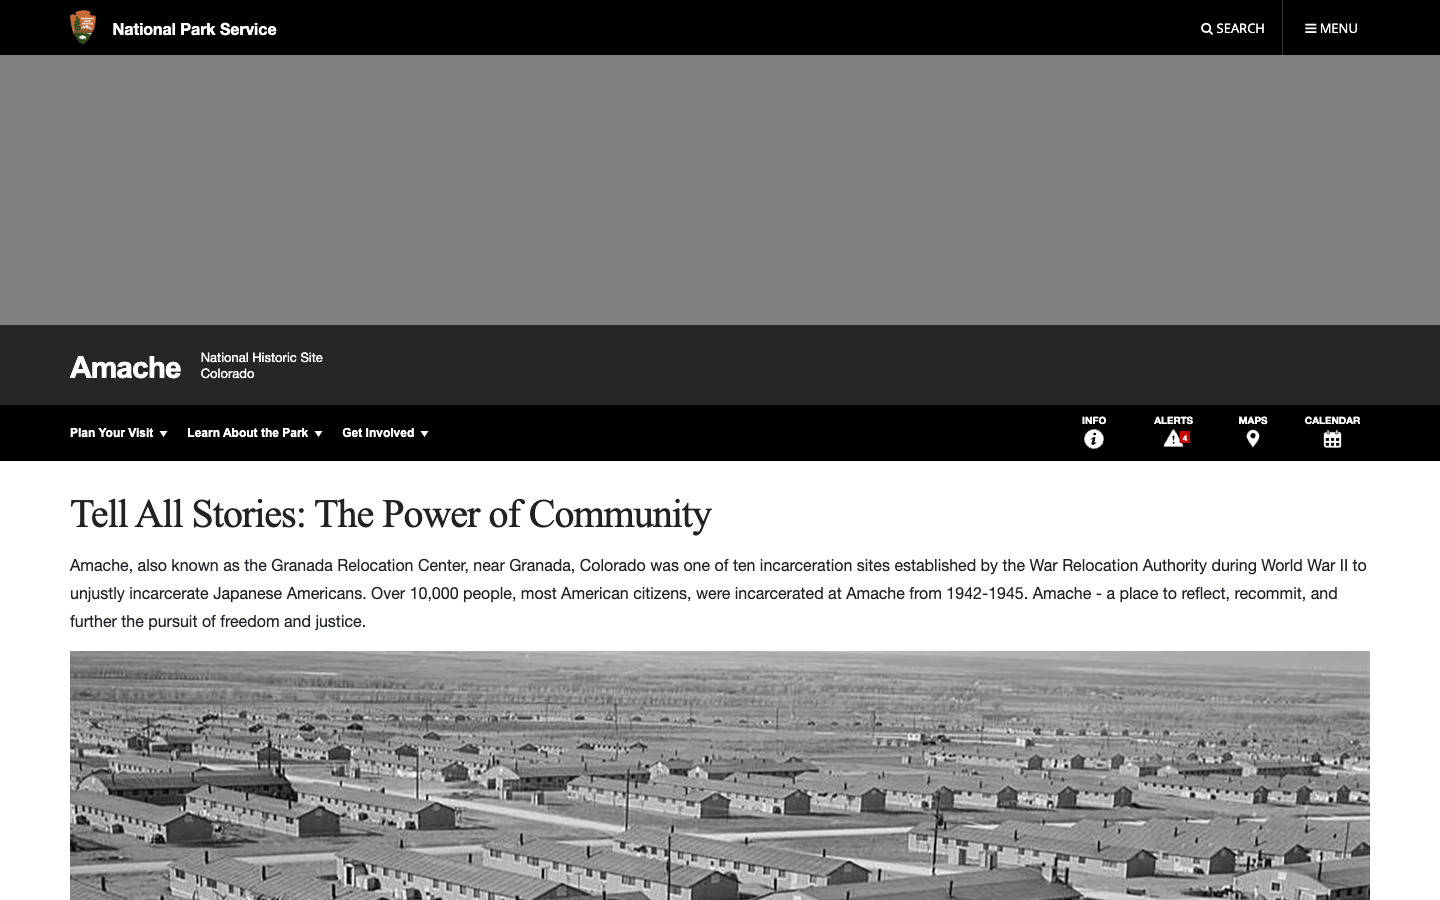 National Park Service
SEARCH
MENU
Amache
National Historic Site
Colorado
Plan Your Visit
Learn About the Park
Get Involved
INFO
ALERTS
4
MAPS
CALENDAR
Tell All Stories: The Power of Community
Amache, also known as the Granada Relocation Center, near Granada, Colorado was one of ten incarceration sites established by the War Relocation Authority during World War II to
unjustly incarcerate Japanese Americans. Over 10,000 people, most American citizens, were incarcerated at Amache from 1942-1945. Amache - a place to reflect, recommit, and
further the pursuit of freedom and justice.